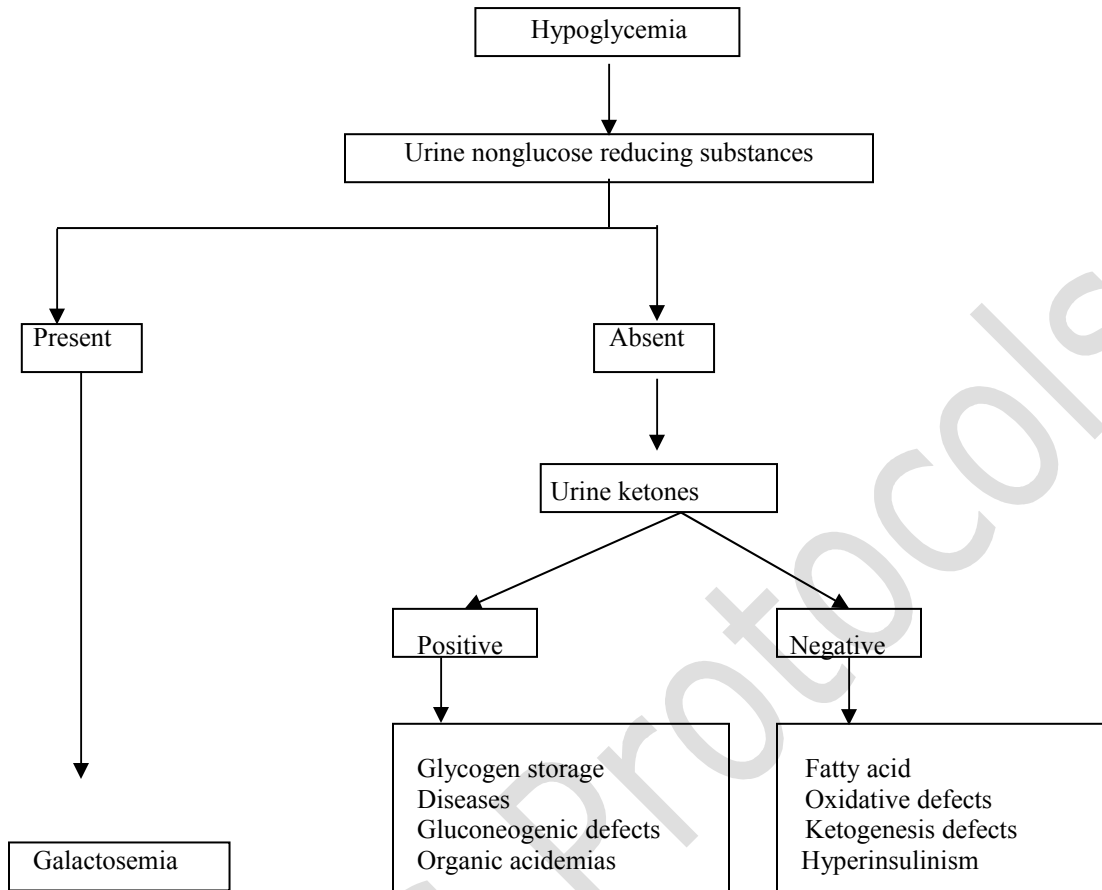 Hypoglycemia
Urine nonglucose reducing substances
Present
Absent
Urine ketones
Positive
Negative
Glycogen storage
Diseases
Gluconeogenic defects
Organic acidemias
Fatty acid
Oxidative defects
Ketogenesis defects
Hyperinsulinism
Galactosemia
Protocols